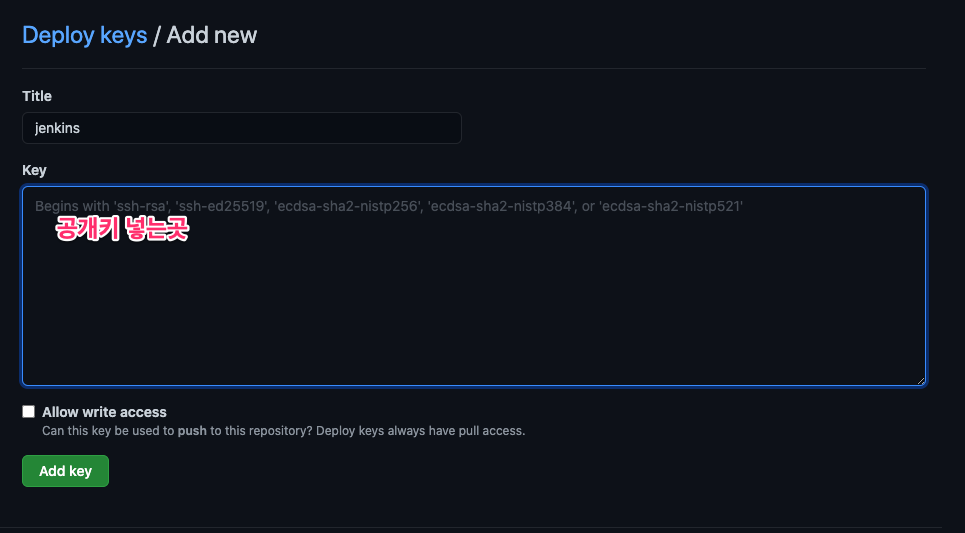 Deploy keys / Add new
Title
jenkins
Key
Begins with 'ssh-rsa', 'ssh-ed25519', 'ecdsa-sha2-nistp256', 'ecdsa-sha2-nistp384', or 'ecdsa-sha2-nistp521'
공개키 넣는곳
Allow write access
Can this key be used to push to this repository? Deploy keys always have pull access.
Add key